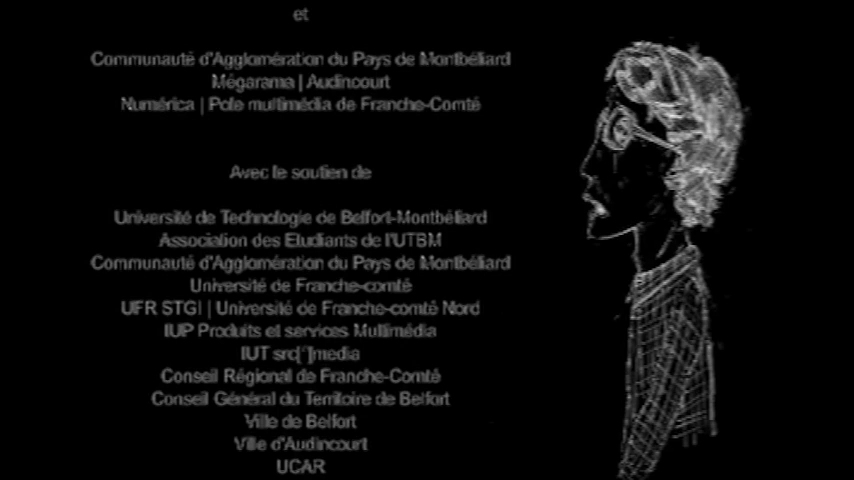 et
Communauté d'Agglomération du Pays de Montbéliard
Mégarama | Audincourt
Numérica | Pole multimédia de Franche-Comté
Avec le soutien de
Université de Technologie de Belfort-Montbéliard
Association des Etudiants de l'UTBM
Communauté d'Agglomération du Pays de Montbéliard
Université de Franche-comté
UFR STGI | Université de Franche-comté Nord
IUP Produits et services Multimédia
IUT src[*]media
Conseil Régional de Franche-Comté
Conseil Général du Territoire de Belfort
Ville de Belfort
Ville d'Audincourt
UCAR